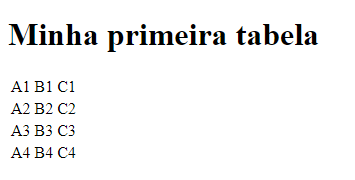 Minha primeira tabela
A1 B1 C1
A2 B2 C2
A3 B3 C3
A4 B4 C4